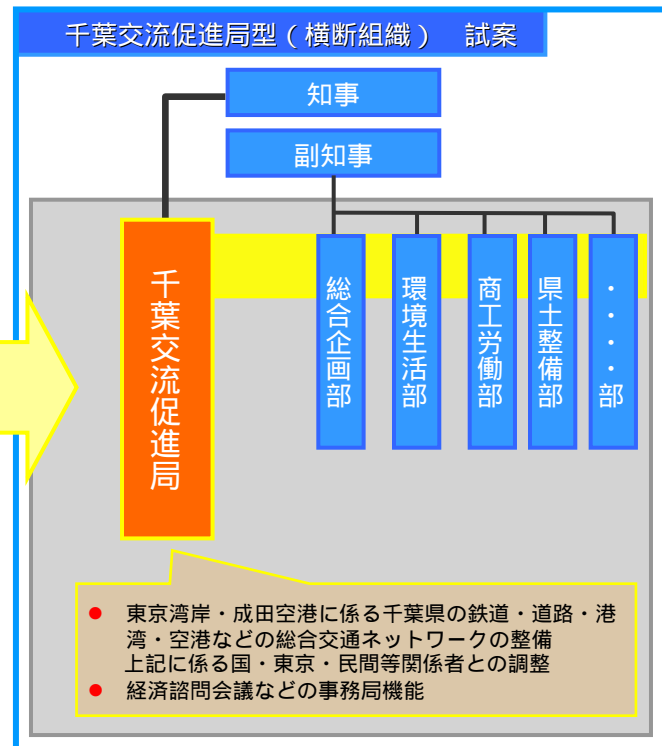 千葉交流促進局型(横断組織) 試案
知事
副知事
千葉交流促進局
総合企画部
環境生活部
商工労働部
県土整備部
・・・・部
● 東京湾岸・成田空港に係る千葉県の鉄道・道路・港
湾・空港などの総合交通ネットワークの整備
上記に係る国・東京・民間等関係者との調整
● 経済諮問会議などの事務局機能